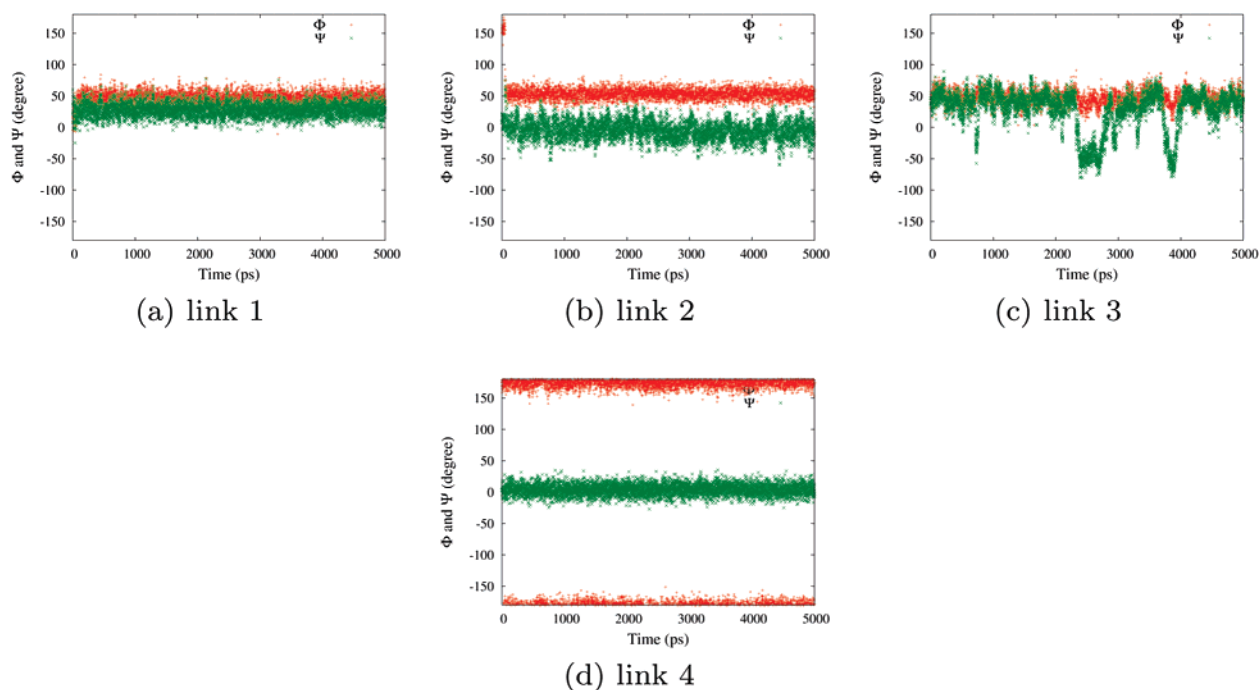 Φ and Ψ (degree)
150
100
50
0
-50
-100
-150
Φ
Ψ
0 1000 2000 3000 4000 5000
Time (ps)
(a) link 1
Φ and Ψ (degree)
150
100
50
0
-50
-100
-150
Φ
Ψ
0 1000 2000 3000 4000 5000
Time (ps)
(b) link 2
Φ and Ψ (degree)
150
100
50
0
-50
-100
-150
Φ
Ψ
0 1000 2000 3000 4000 5000
Time (ps)
(c) link 3
Φ and Ψ (degree)
150
100
50
0
-50
-100
-150
Ψ
0 1000 2000 3000 4000 5000
Time (ps)
(d) link 4